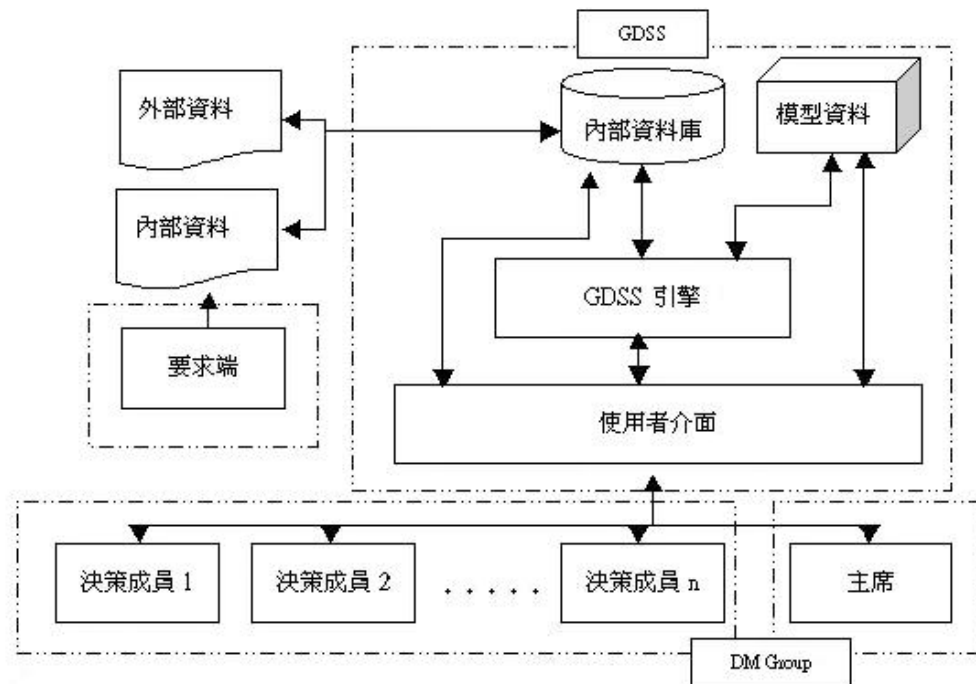 GDSS
外部資料
內部資料庫
模型資料
內部資料
GDSS 引擎
要求端
使用者介面
決策成員 1
決策成員 2
. . . . .
決策成員 n
主席
DM Group